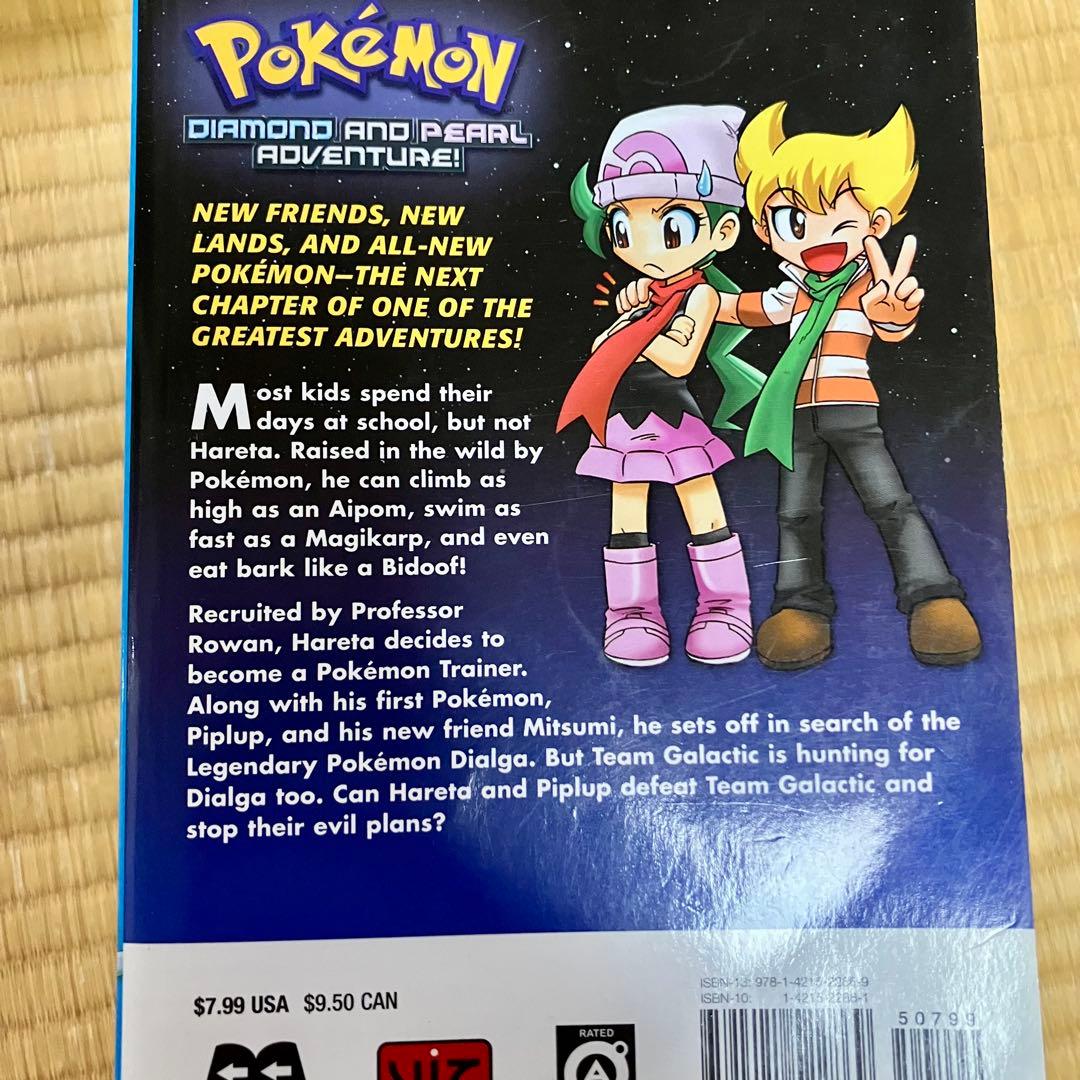 POKéMON
DIAMOND AND PEARL
ADVENTURE!
NEW FRIENDS, NEW
LANDS, AND ALL-NEW
POKÉMON—THE NEXT
CHAPTER OF ONE OF THE
GREATEST ADVENTURES!
Most kids spend their
days at school, but not
Hareta. Raised in the wild by
Pokémon, he can climb as
high as an Aipom, swim as
fast as a Magikarp, and even
eat bark like a Bidoof!
Recruited by Professor
Rowan, Hareta decides to
become a Pokémon Trainer.
Along with his first Pokémon,
Piplup, and his new friend Mitsumi, he sets off in search of the
Legendary Pokémon Dialga. But Team Galactic is hunting for
Dialga too. Can Hareta and Piplup defeat Team Galactic and
stop their evil plans?
$7.99 USA $9.50 CAN
ISBN-13:
ISBN-10:
50799
RATED
A
viz